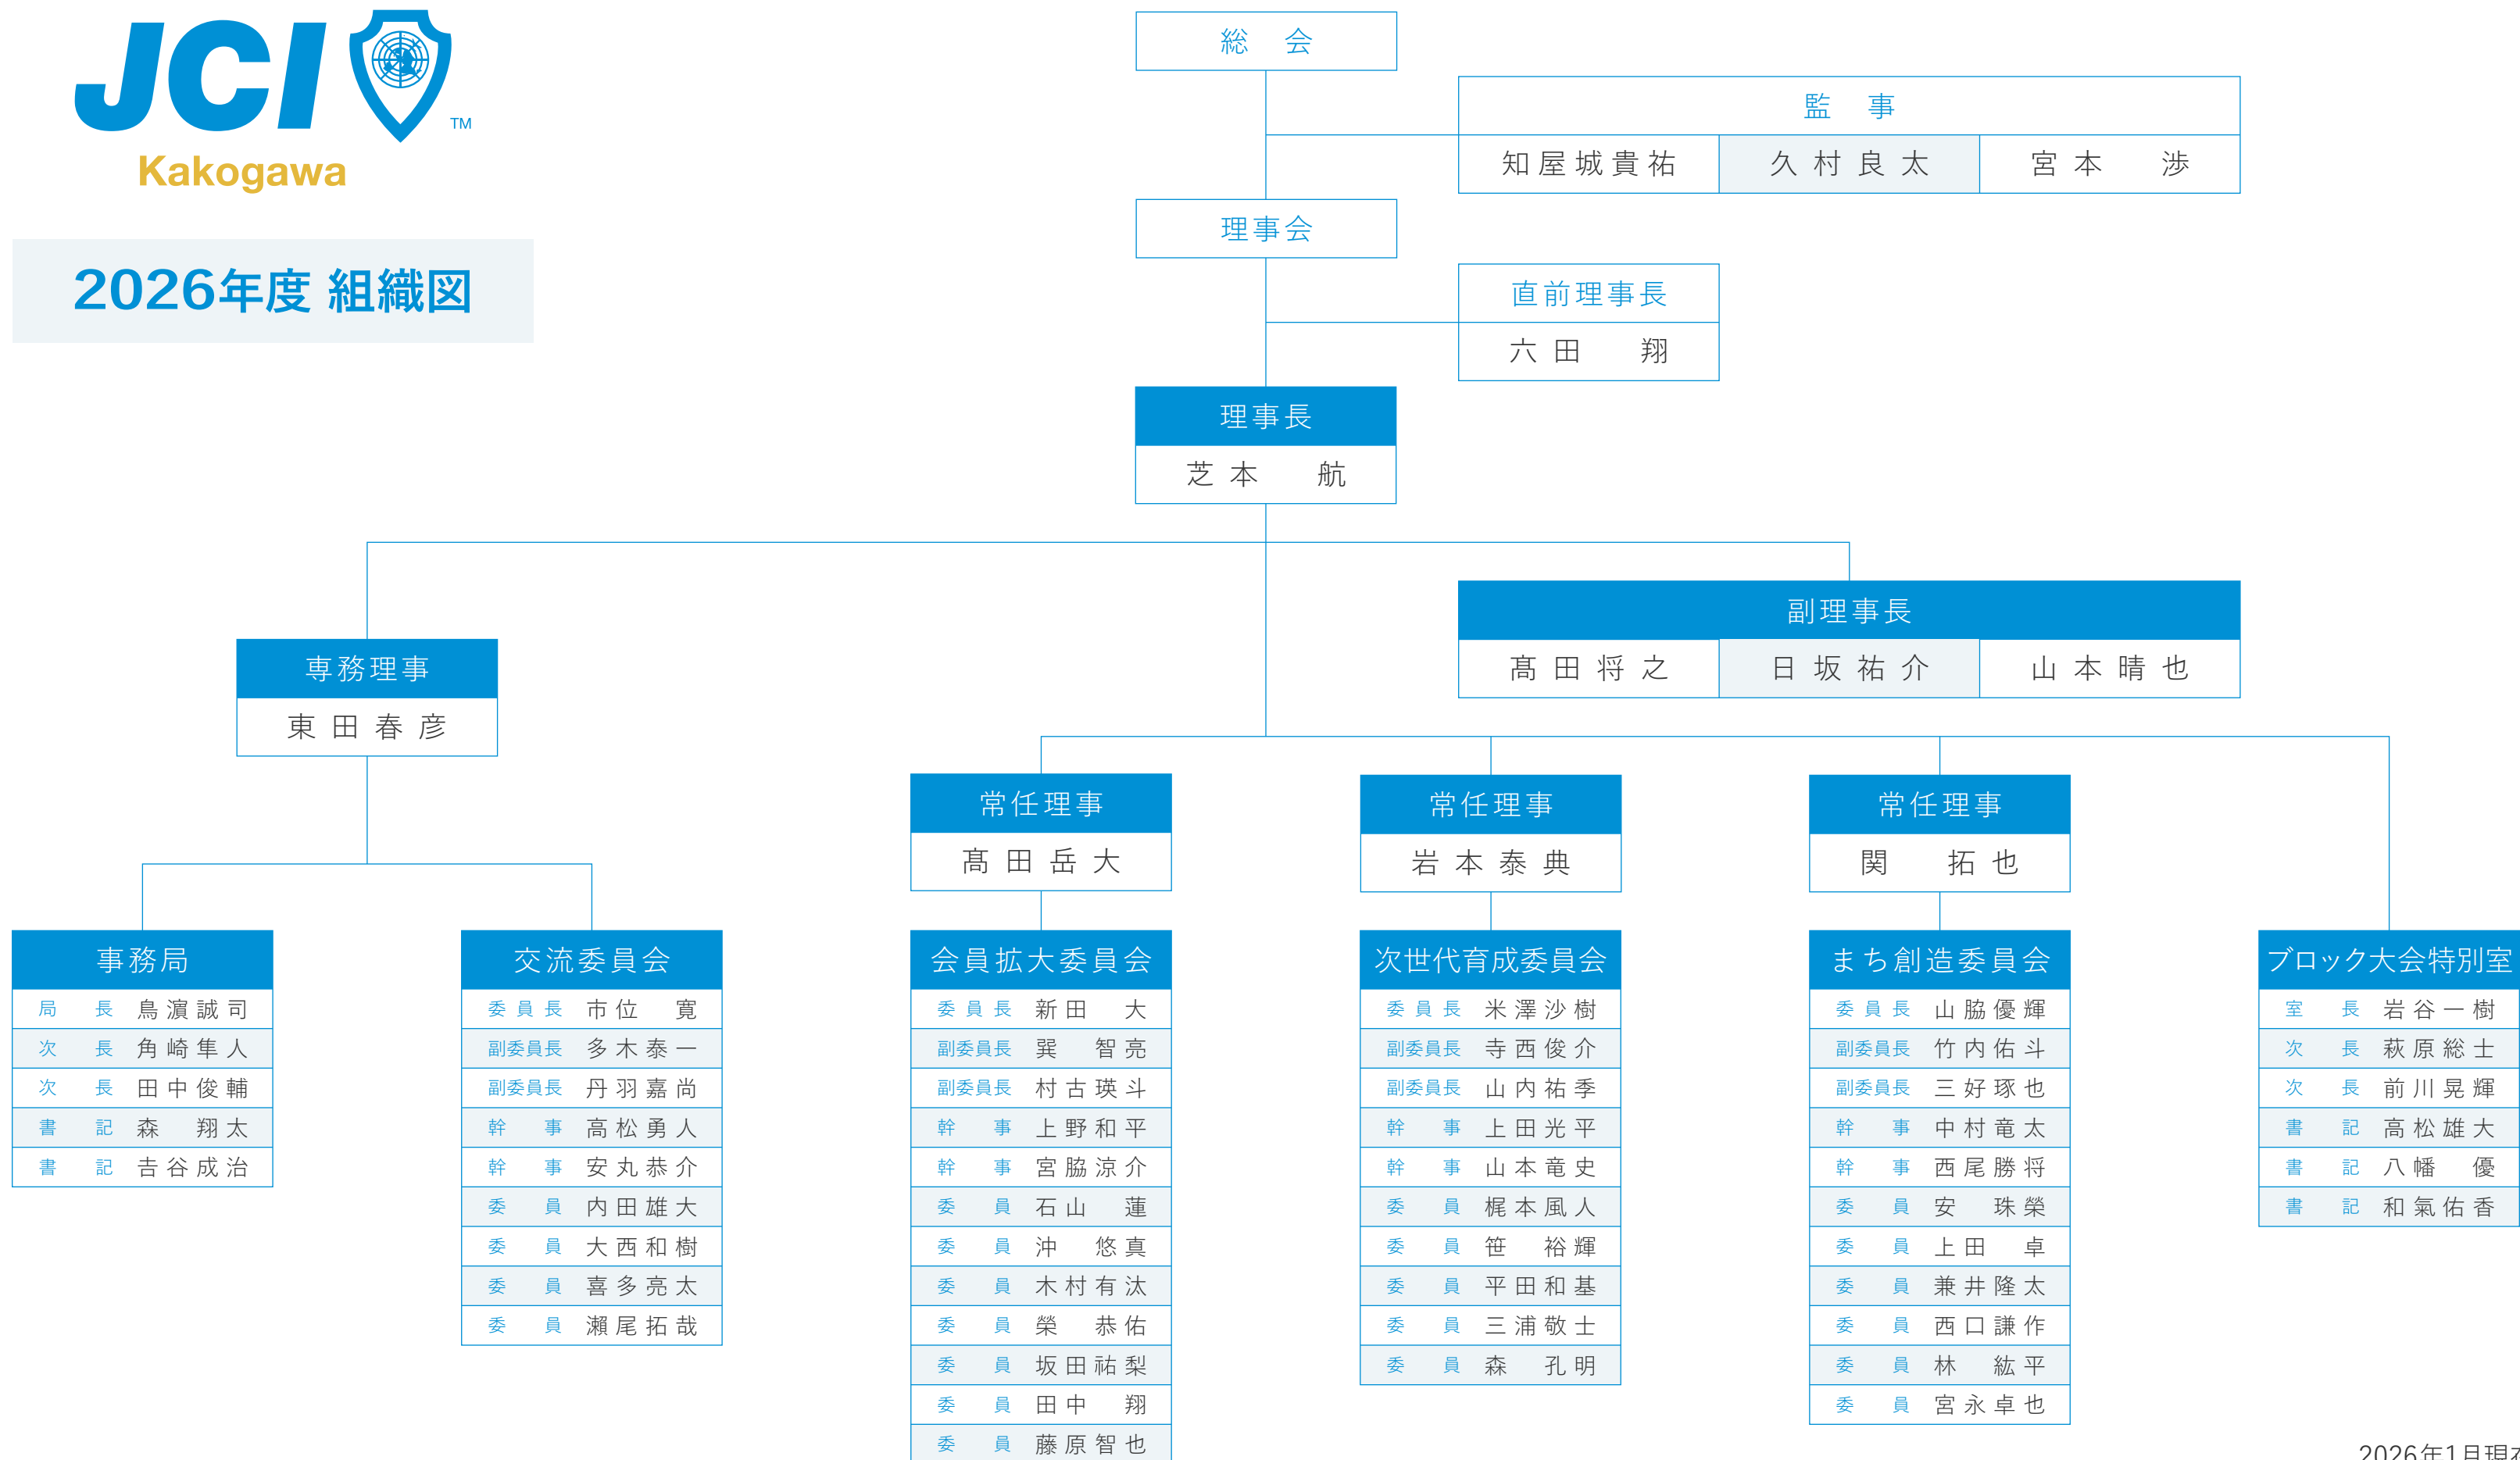 JCI
TM
Kakogawa
2026年度 組織図
総 会
監 事
知屋城貴祐 久村良太 宮本 渉
理事会
直前理事長
六田 翔
理事長
芝本 航
副理事長
髙田将之 日坂祐介 山本晴也
専務理事
東田春彦
常任理事
髙田岳大
常任理事
岩本泰典
常任理事
関 拓也
事務局
局 長 鳥濵誠司
次 長 角崎隼人
次 長 田中俊輔
書 記 森 翔太
書 記 𠮷谷成治
交流委員会
委員長 市位 寛
副委員長 多木泰一
副委員長 丹羽嘉尚
幹 事 高松勇人
幹 事 安丸恭介
委 員 内田雄大
委 員 大西和樹
委 員 喜多亮太
委 員 瀬尾拓哉
会員拡大委員会
委員長 新田 大
副委員長 巽 智亮
副委員長 村古瑛斗
幹 事 上野和平
幹 事 宮脇涼介
委 員 石山 蓮
委 員 沖 悠真
委 員 木村有汰
委 員 榮 恭佑
委 員 坂田祐梨
委 員 田中 翔
委 員 藤原智也
次世代育成委員会
委員長 米澤沙樹
副委員長 寺西俊介
副委員長 山内祐季
幹 事 上田光平
幹 事 山本竜史
委 員 梶本風人
委 員 笹 裕輝
委 員 平田和基
委 員 三浦敬士
委 員 森 孔明
まち創造委員会
委員長 山脇優輝
副委員長 竹内佑斗
副委員長 三好琢也
幹 事 中村竜太
幹 事 西尾勝将
委 員 安 珠榮
委 員 上田 卓
委 員 兼井隆太
委 員 西口謙作
委 員 林 紘平
委 員 宮永卓也
ブロック大会特別室
室 長 岩谷一樹
次 長 萩原総士
次 長 前川晃輝
書 記 高松雄大
書 記 八幡 優
書 記 和氣佑香
2026年1月現在